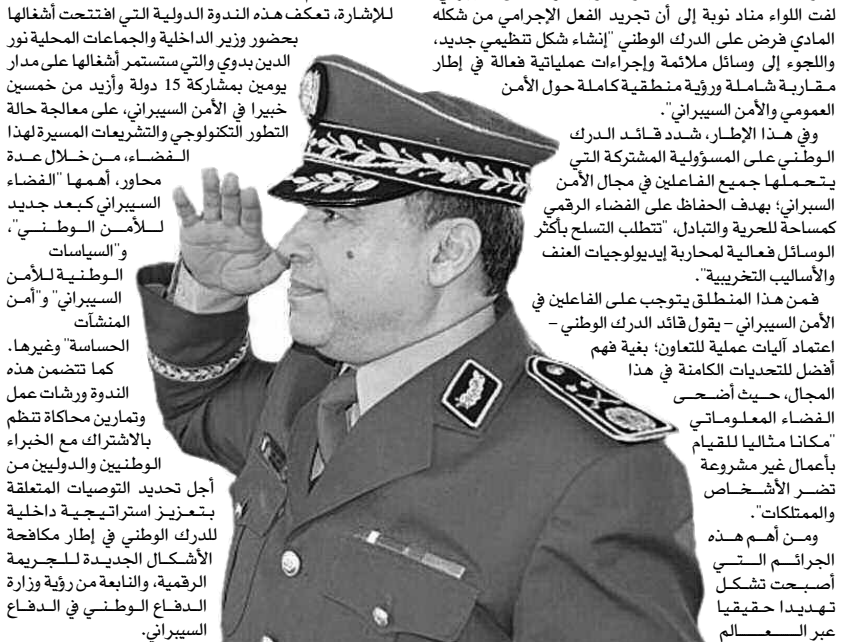 لفت اللواء مناد نوبة إلى أن تجريد الفعل الإجرامي من شكله
المادي فرض على الدرك الوطني "إنشاء شكل تنظيمي جديد،
واللجوء إلى وسائل ملائمة وإجراءات عملياتية فعالة في إطار
مقاربة شاملة ورؤية منطقية كاملة حول الأمن
العمومي والأمن السيبراني".
وفي هذا الإطار، شدد قائد الدرك
الوطني على المسؤولية المشتركة التي
يتحملها جميع الفاعلين في مجال الأمن
السبراني؛ بهدف الحفاظ على الفضاء الرقمي
كمساحة للحرية والتبادل، "تتطلب التسلح بأكثر
الوسائل فعالية لمحاربة إيديولوجيات العنف
والأساليب التخريبية".
فمن هذا المنطلق يتوجب على الفاعلين في
الأمن السيبراني – يقول قائد الدرك الوطني –
اعتماد آليات عملية للتعاون؛ بغية فهم
أفضل للتحديات الكامنة في هذا
المجال، حيث أضحى
الفضاء المعلوماتي
"مكانا مثاليا للقيام
بأعمال غير مشروعة
تضر الأشخاص
والممتلكات".
ومن أهم هذه
الجرائم التي
أصبحت تشكل
تهديدا حقيقيا
عبر العالم
للإشارة، تعكف هذه الندوة الدولية التي افتتحت أشغالها
بحضور وزير الداخلية والجماعات المحلية نور
الدين بدوي والتي ستستمر أشغالها على مدار
يومين بمشاركة 15 دولة وأزيد من خمسين
خبيرا في الأمن السيبراني، على معالجة حالة
التطور التكنولوجي والتشريعات المسيرة لهذا
الفضاء، من خلال عدة
محاور، أهمها "الفضاء
السيبراني كبعد جديد
للأمن الوطني"،
و"السياسات
الوطنية للأمن
السيبراني" و"أمن
المنشآت
الحساسة" وغيرها.
كما تتضمن هذه
الندوة ورشات عمل
وتمارين محاكاة تنظم
بالاشتراك مع الخبراء
الوطنيين والدوليين من
أجل تحديد التوصيات المتعلقة
بتعزيز استراتيجية داخلية
للدرك الوطني في إطار مكافحة
الأشكال الجديدة للجريمة
الرقمية، والنابعة من رؤية وزارة
الدفاع الوطني في الدفاع
السيبراني.